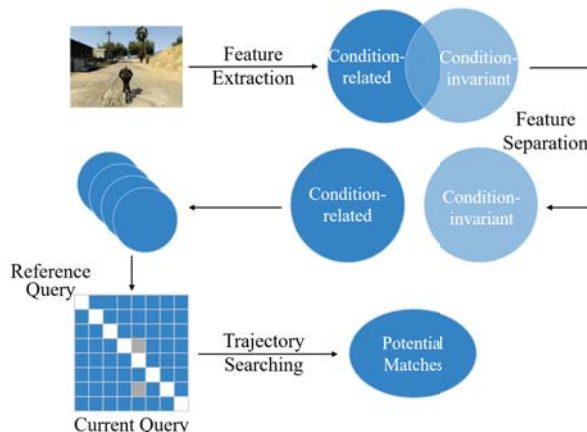 Feature
Extraction
Condition-
related
Condition-
invariant
Feature
Separation
Condition-
related
Condition-
invariant
Reference
Query
Trajectory
Searching
Potential
Matches
Current Query